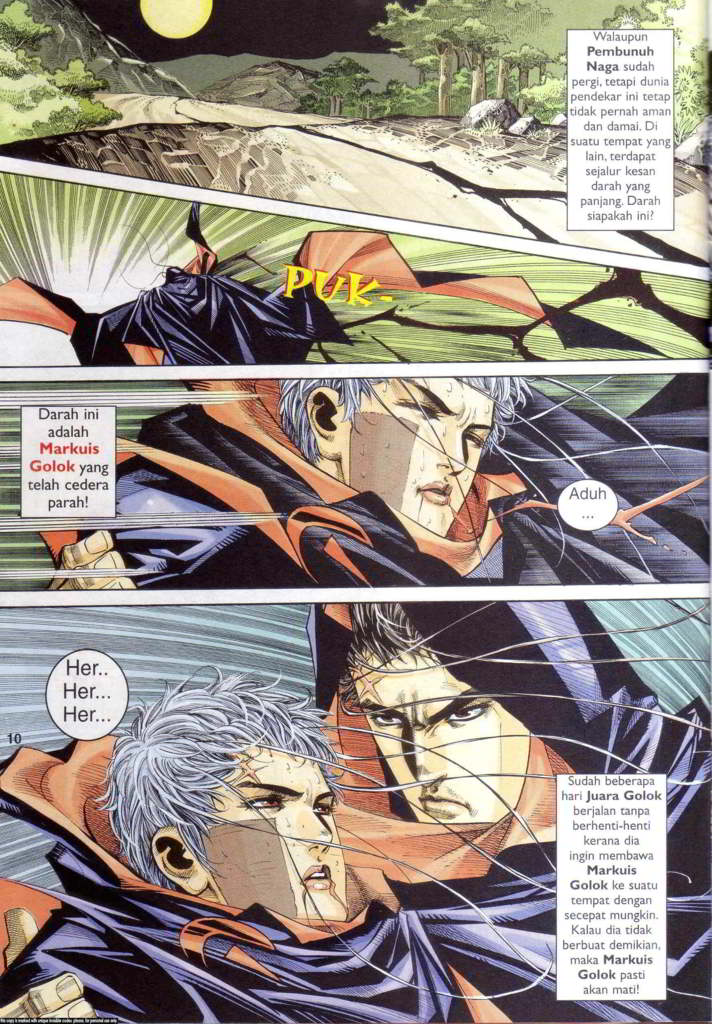 Walaupun
Pembunuh
Naga sudah
pergi, tetapi dunia
pendekar ini tetap
tidak pernah aman
dan damai. Di
suatu tempat yang
lain, terdapat
sejalur kesan
darah yang
panjang. Darah
siapakah ini?
PUK-
Darah ini
adalah
Markuis
Golok yang
telah cedera
parah!
Aduh
...
Her..
Her...
Her...
10
Sudah beberapa
hari Juara Golok
berjalan tanpa
berhenti-henti
kerana dia
ingin membawa
Markuis
Golok ke suatu
tempat dengan
secepat mungkin.
Kalau dia tidak
berbuat demikian,
maka Markuis
Golok pasti
akan mati!